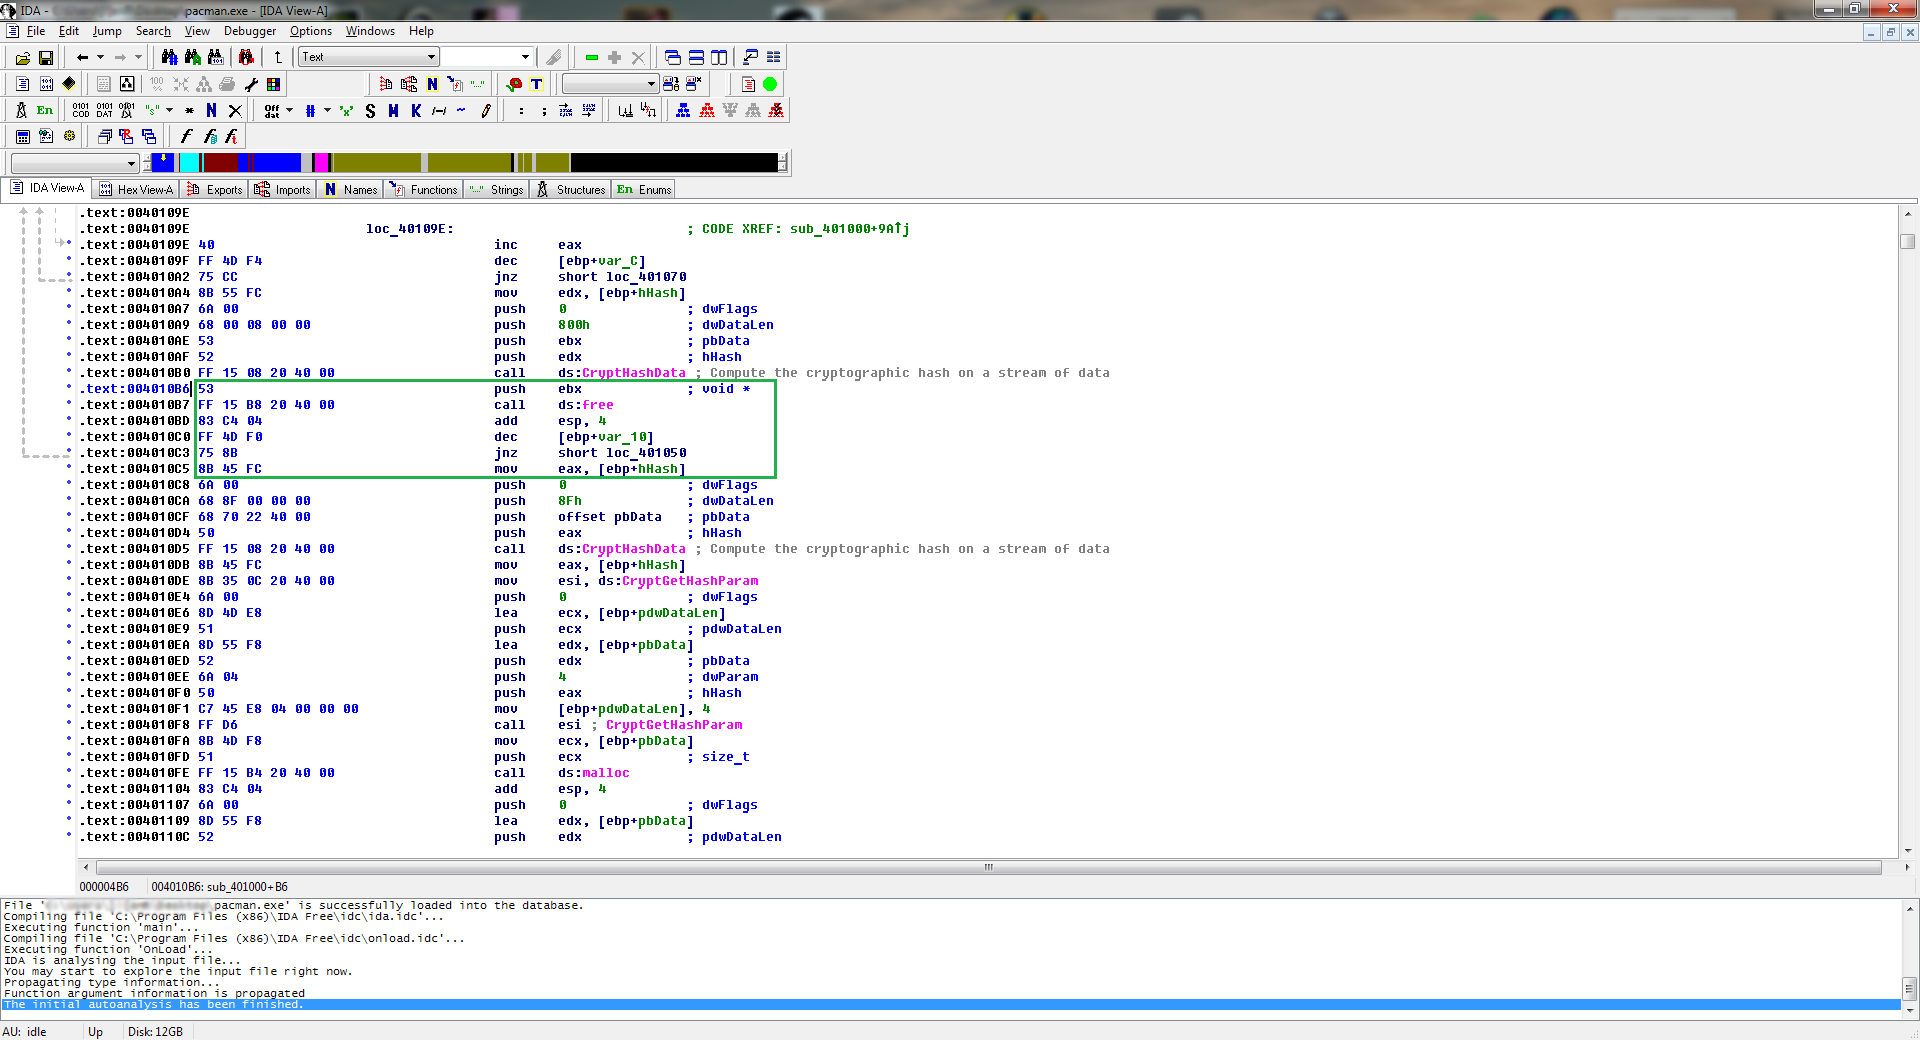 IDA - pacman.exe - [IDA View-A]
File Edit Jump Search View Debugger Options Windows Help
Text
En
Off
dat
S M K
IDA View-A Hex View-A Exports Imports N Names Functions Strings Structures En Enums
.text:0040109E
.text:0040109E loc_40109E: ; CODE XREF: sub_401000+9A↑j
.text:0040109E 40 inc eax
.text:0040109F FF 4D F4 dec [ebp+var_C]
.text:004010A2 75 CC jnz short loc_401070
.text:004010A4 8B 55 FC mov edx, [ebp+hHash]
.text:004010A7 6A 00 push 0 ; dwFlags
.text:004010A9 68 00 08 00 00 push 800h ; dwDataLen
.text:004010AE 53 push ebx ; pbData
.text:004010AF 52 push edx ; hHash
.text:004010B0 FF 15 08 20 40 00 call ds:CryptHashData ; Compute the cryptographic hash on a stream of data
.text:004010B6 53 push ebx ; void *
.text:004010B7 FF 15 B8 20 40 00 call ds:free
.text:004010BD 83 C4 04 add esp, 4
.text:004010C0 FF 4D F0 dec [ebp+var_10]
.text:004010C3 75 8B jnz short loc_401050
.text:004010C5 8B 45 FC mov eax, [ebp+hHash]
.text:004010C8 6A 00 push 0 ; dwFlags
.text:004010CA 68 8F 00 00 00 push 8Fh ; dwDataLen
.text:004010CF 68 70 22 40 00 push offset pbData ; pbData
.text:004010D4 50 push eax ; hHash
.text:004010D5 FF 15 08 20 40 00 call ds:CryptHashData ; Compute the cryptographic hash on a stream of data
.text:004010DB 8B 45 FC mov eax, [ebp+hHash]
.text:004010DE 8B 35 0C 20 40 00 mov esi, ds:CryptGetHashParam
.text:004010E4 6A 00 push 0 ; dwFlags
.text:004010E6 8D 4D E8 lea ecx, [ebp+pdwDataLen]
.text:004010E9 51 push ecx ; pdwDataLen
.text:004010EA 8D 55 F8 lea edx, [ebp+pbData]
.text:004010ED 52 push edx ; pbData
.text:004010EE 6A 04 push 4 ; dwParam
.text:004010F0 50 push eax ; hHash
.text:004010F1 C7 45 E8 04 00 00 00 mov [ebp+pdwDataLen], 4
.text:004010F8 FF D6 call esi ; CryptGetHashParam
.text:004010FA 8B 4D F8 mov ecx, [ebp+pbData]
.text:004010FD 51 push ecx ; size_t
.text:004010FE FF 15 B4 20 40 00 call ds:malloc
.text:00401104 83 C4 04 add esp, 4
.text:00401107 6A 00 push 0 ; dwFlags
.text:00401109 8D 55 F8 lea edx, [ebp+pbData]
.text:0040110C 52 push edx ; pdwDataLen
000004B6 004010B6: sub_401000+B6
File 'pacman.exe' is successfully loaded into the database.
Compiling file 'C:\Program Files (x86)\IDA Free\idc\ida.idc'...
Executing function 'main'...
Compiling file 'C:\Program Files (x86)\IDA Free\idc\onload.idc'...
Executing function 'OnLoad'...
IDA is analysing the input file...
You may start to explore the input file right now.
Propagating type information...
Function argument information is propagated
The initial autoanalysis has been finished.
AU: idle Up Disk: 12GB